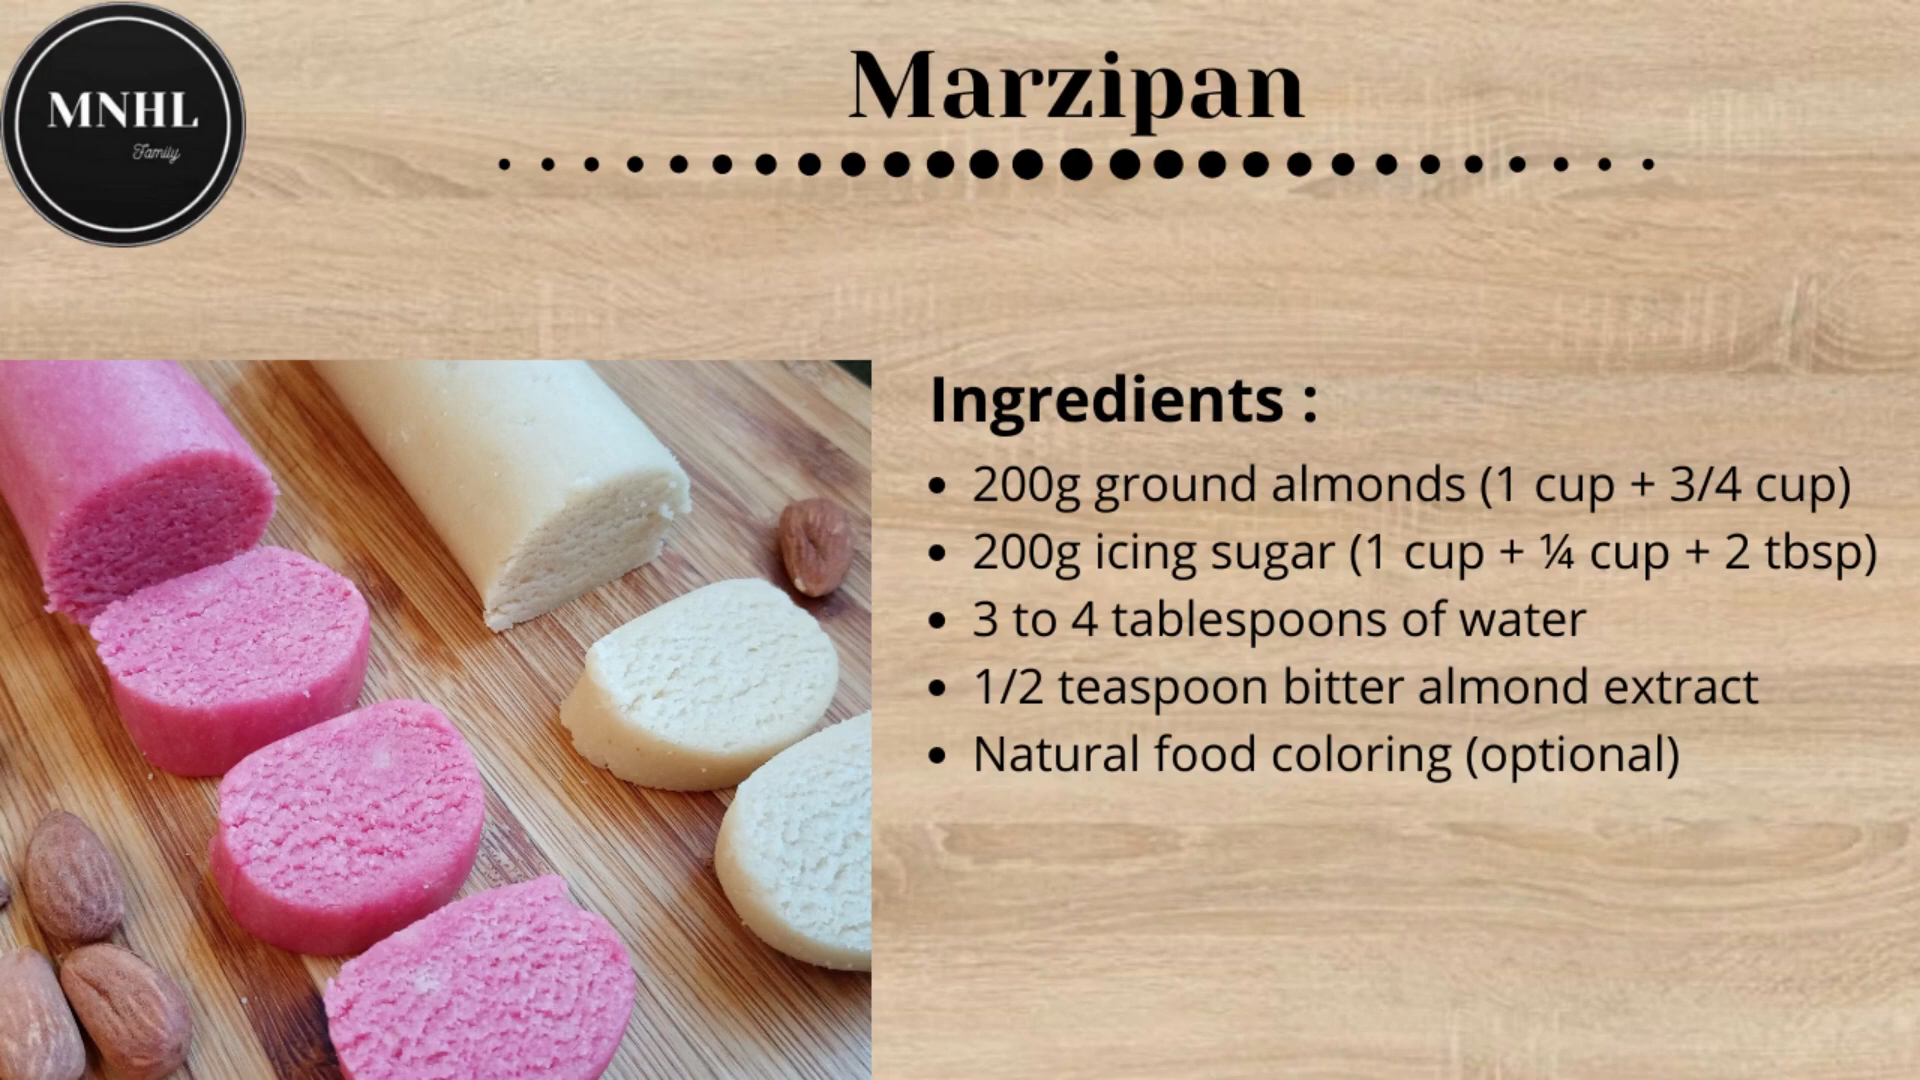 MNHL
Family
Marzipan
Ingredients :
• 200g ground almonds (1 cup + 3/4 cup)
• 200g icing sugar (1 cup + ¼ cup + 2 tbsp)
• 3 to 4 tablespoons of water
• 1/2 teaspoon bitter almond extract
• Natural food coloring (optional)